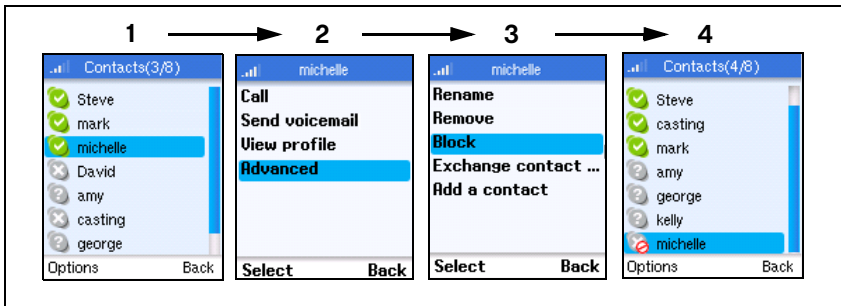 1 2 3 4
Contacts(3/8)
Steve
mark
michelle
David
amy
casting
george
Options Back
michelle
Call
Send voicemail
View profile
Advanced
Select Back
michelle
Rename
Remove
Block
Exchange contact ...
Add a contact
Select Back
Contacts(4/8)
Steve
casting
mark
amy
george
kelly
michelle
Options Back